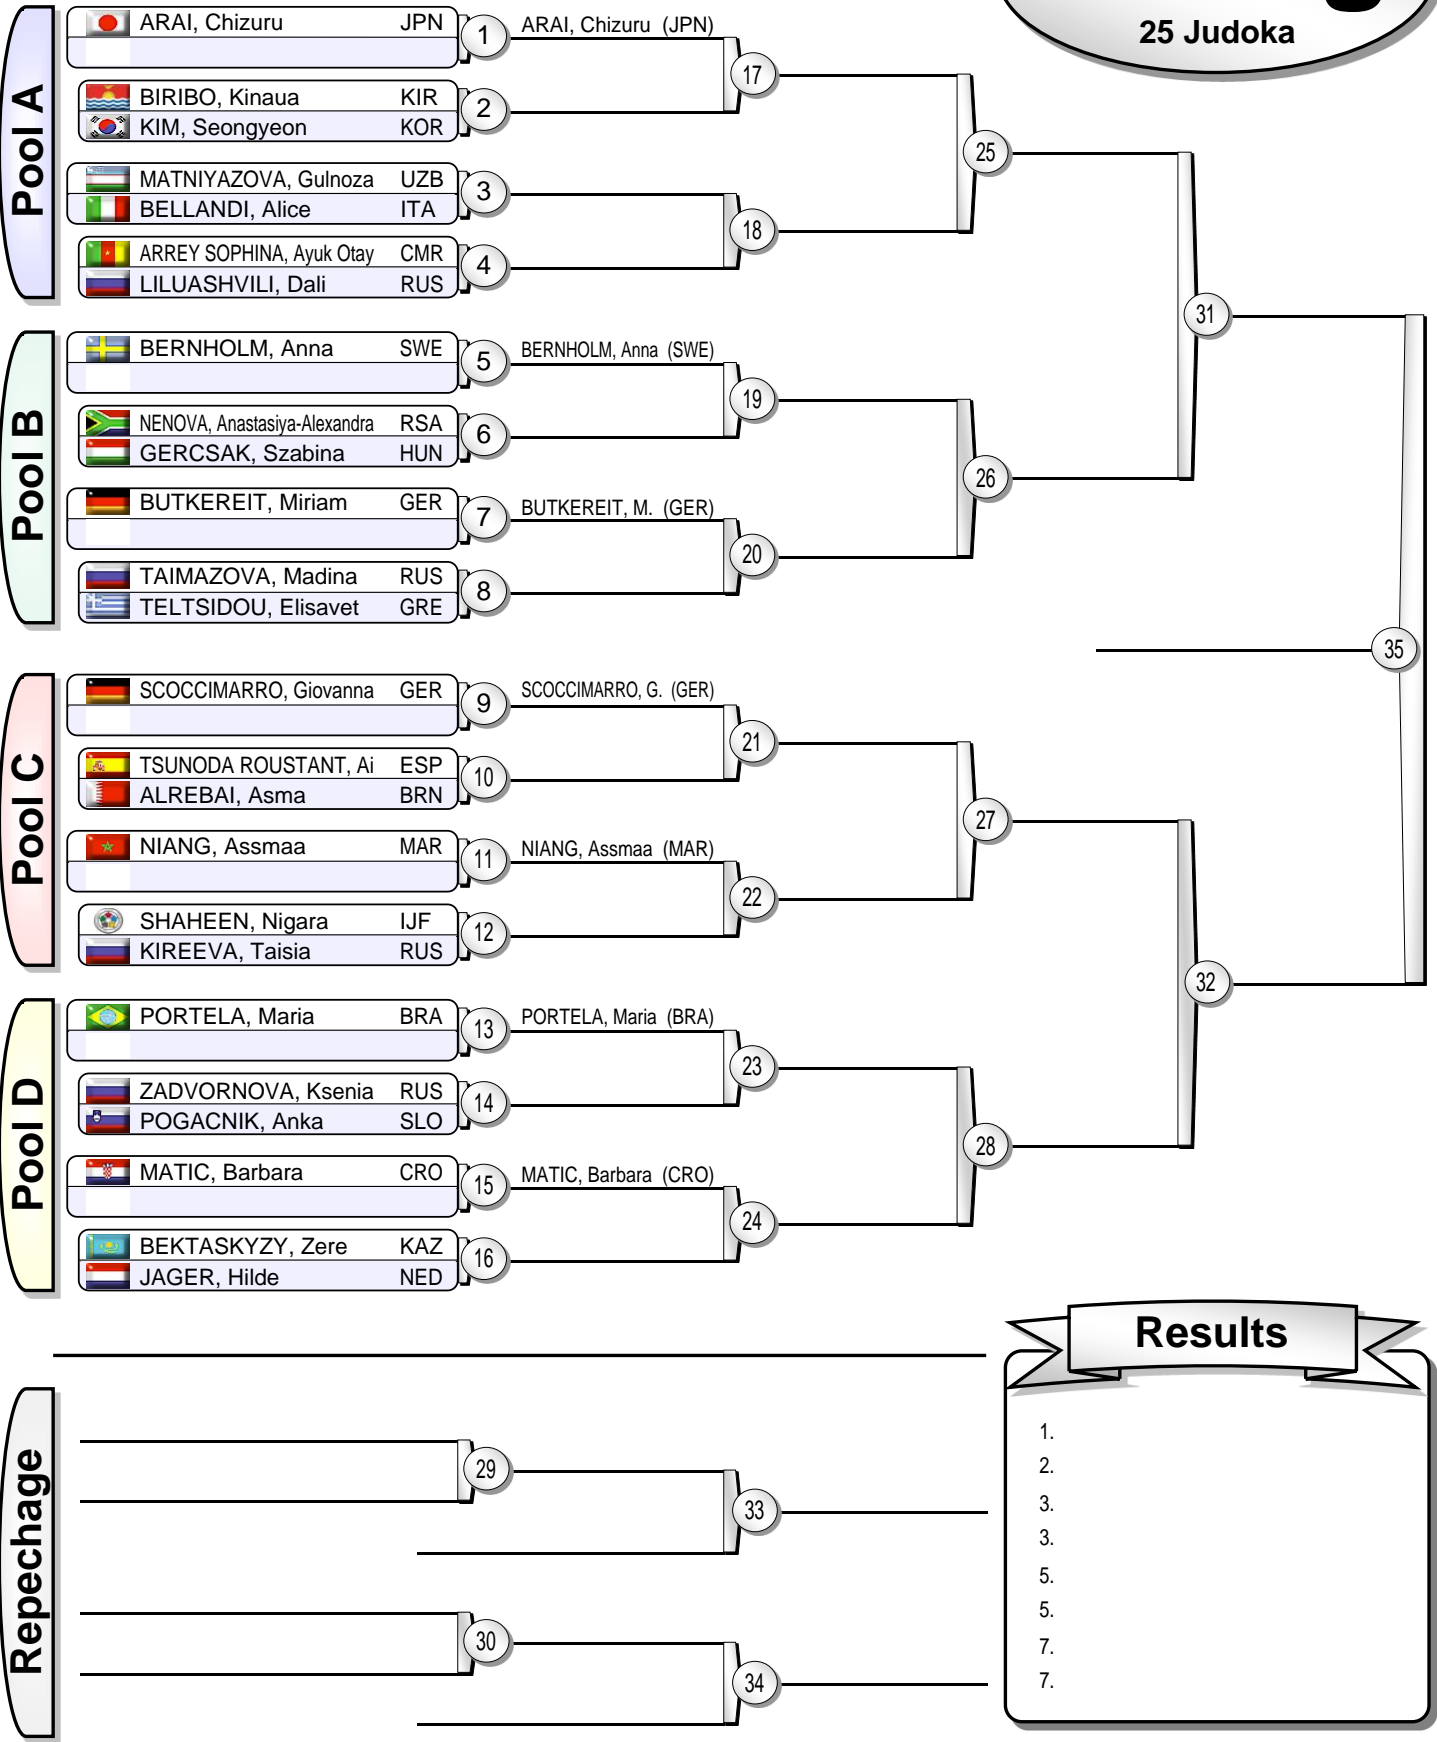 25 Judoka
Pool A
ARAI, Chizuru JPN 1 ARAI, Chizuru (JPN)
17
BIRIBO, Kinaua KIR
2
KIM, Seongyeon KOR
25
MATNIYAZOVA, Gulnoza UZB
3
BELLANDI, Alice ITA
18
ARREY SOPHINA, Ayuk Otay CMR
4
LILUASHVILI, Dali RUS
31
Pool B
BERNHOLM, Anna SWE 5 BERNHOLM, Anna (SWE)
19
NENOVA, Anastasiya-Alexandra RSA
6
GERCSAK, Szabina HUN
26
BUTKEREIT, Miriam GER 7 BUTKEREIT, M. (GER)
20
TAIMAZOVA, Madina RUS
8
TELTSIDOU, Elisavet GRE
35
Pool C
SCOCCIMARRO, Giovanna GER 9 SCOCCIMARRO, G. (GER)
21
TSUNODA ROUSTANT, Ai ESP
10
ALREBAI, Asma BRN
27
NIANG, Assmaa MAR 11 NIANG, Assmaa (MAR)
22
SHAHEEN, Nigara IJF
12
KIREEVA, Taisia RUS
32
Pool D
PORTELA, Maria BRA 13 PORTELA, Maria (BRA)
23
ZADVORNOVA, Ksenia RUS
14
POGACNIK, Anka SLO
28
MATIC, Barbara CRO 15 MATIC, Barbara (CRO)
24
BEKTASKYZY, Zere KAZ
16
JAGER, Hilde NED
Repechage
29
33
30
34
Results
1.
2.
3.
3.
5.
5.
7.
7.